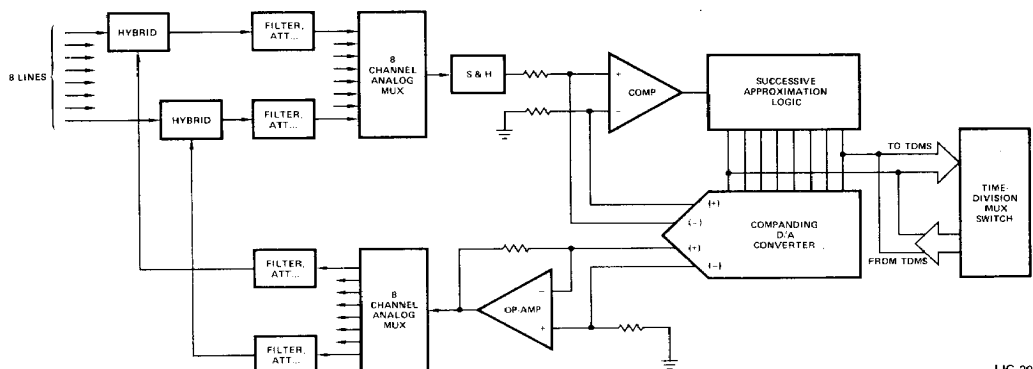 8 LINES
HYBRID
FILTER,
ATT...
8
CHANNEL
ANALOG
MUX
S & H
+
−
COMP
SUCCESSIVE
APPROXIMATION
LOGIC
HYBRID
FILTER,
ATT...
TO TDMS
TIME-
DIVISION
MUX
SWITCH
FROM TDMS
(+)
(−)
(+)
(−)
COMPANDING
D/A
CONVERTER
FILTER,
ATT...
8
CHANNEL
ANALOG
MUX
−
OP-AMP
+
FILTER,
ATT...